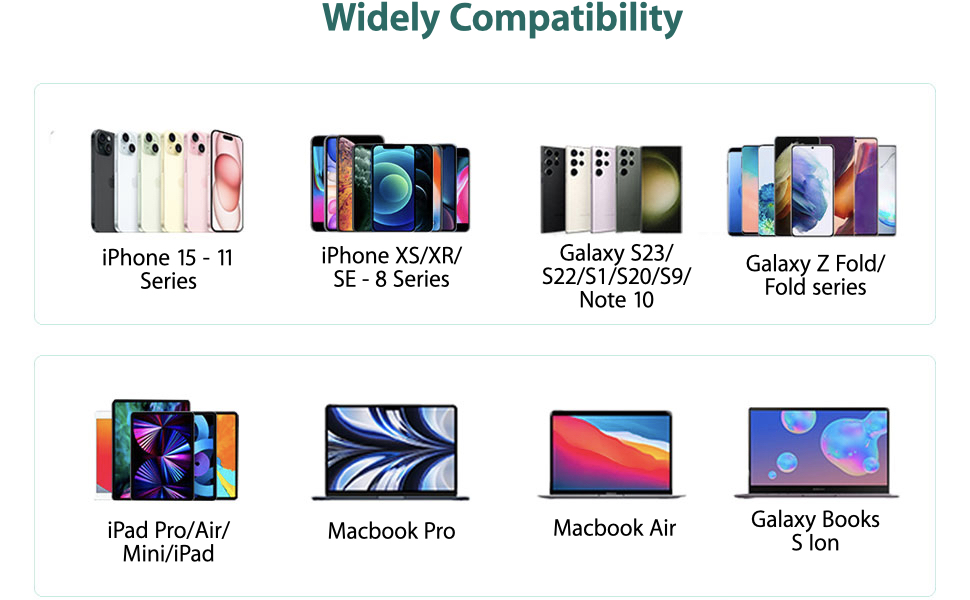 Widely Compatibility
iPhone 15 - 11
Series
iPhone XS/XR/
SE - 8 Series
Galaxy S23/
S22/S1/S20/S9/
Note 10
Galaxy Z Fold/
Fold series
iPad Pro/Air/
Mini/iPad
Macbook Pro
Macbook Air
Galaxy Books
S Ion